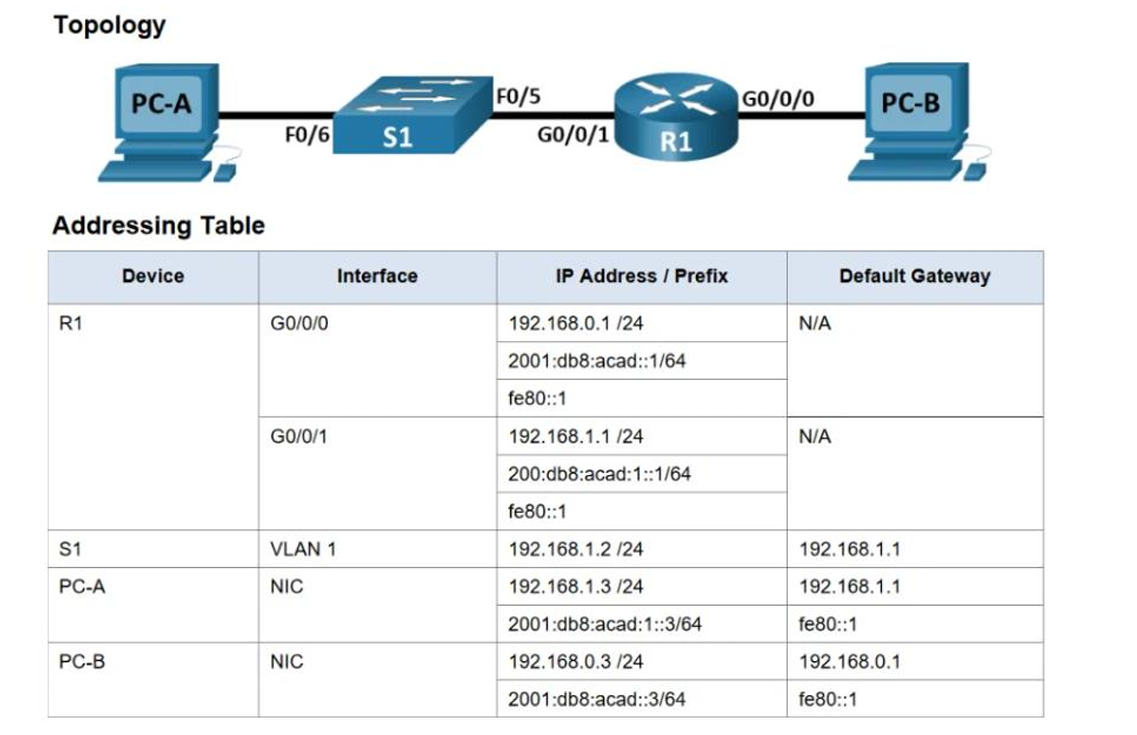 Topology
PC-A
F0/6
S1
F0/5
G0/0/1
R1
G0/0/0
PC-B
Addressing Table
Device Interface IP Address / Prefix Default Gateway
R1 G0/0/0 192.168.0.1 /24 N/A
2001:db8:acad::1/64
fe80::1
G0/0/1 192.168.1.1 /24 N/A
200:db8:acad:1::1/64
fe80::1
S1 VLAN 1 192.168.1.2 /24 192.168.1.1
PC-A NIC 192.168.1.3 /24 192.168.1.1
2001:db8:acad:1::3/64 fe80::1
PC-B NIC 192.168.0.3 /24 192.168.0.1
2001:db8:acad::3/64 fe80::1